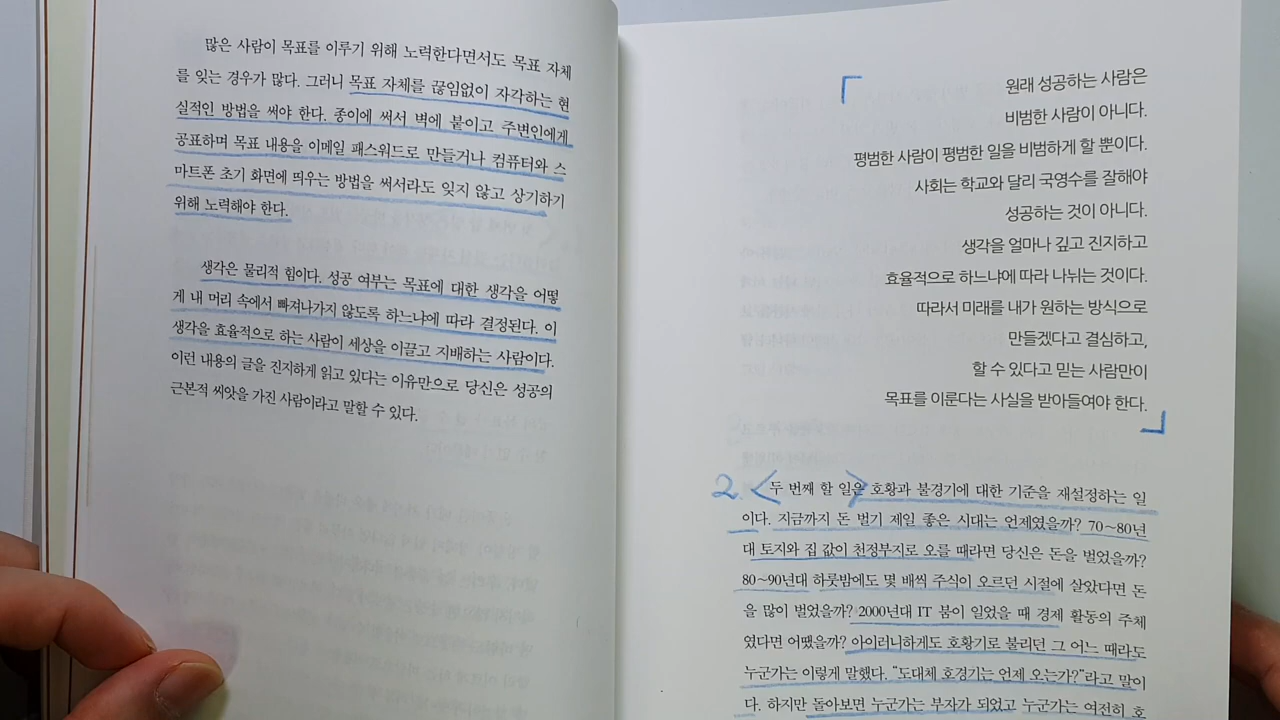 많은 사람이 목표를 이루기 위해 노력한다면서도 목표 자체
를 잊는 경우가 많다. 그러니 목표 자체를 끊임없이 자각하는 현
실적인 방법을 써야 한다. 종이에 써서 벽에 붙이고 주변인에게
공표하며 목표 내용을 이메일 패스워드로 만들거나 컴퓨터와 스
마트폰 초기 화면에 띄우는 방법을 써서라도 잊지 않고 상기하기
위해 노력해야 한다.
생각은 물리적 힘이다. 성공 여부는 목표에 대한 생각을 어떻
게 내 머리 속에서 빠져나가지 않도록 하느냐에 따라 결정된다. 이
생각을 효율적으로 하는 사람이 세상을 이끌고 지배하는 사람이다.
이런 내용의 글을 진지하게 읽고 있다는 이유만으로 당신은 성공의
근본적 씨앗을 가진 사람이라고 말할 수 있다.
원래 성공하는 사람은
비범한 사람이 아니다.
평범한 사람이 평범한 일을 비범하게 할 뿐이다.
사회는 학교와 달리 국영수를 잘해야
성공하는 것이 아니다.
생각을 얼마나 깊고 진지하고
효율적으로 하느냐에 따라 나뉘는 것이다.
따라서 미래를 내가 원하는 방식으로
만들겠다고 결심하고,
할 수 있다고 믿는 사람만이
목표를 이룬다는 사실을 받아들여야 한다.
2. <두 번째 할 일은> 호황과 불경기에 대한 기준을 재설정하는 일
이다. 지금까지 돈 벌기 제일 좋은 시대는 언제였을까? 70~80년
대 토지와 집 값이 천정부지로 오를 때라면 당신은 돈을 벌었을까?
80~90년대 하룻밤에도 몇 배씩 주식이 오르던 시절에 살았다면 돈
을 많이 벌었을까? 2000년대 IT 붐이 일었을 때 경제 활동의 주체
였다면 어땠을까? 아이러니하게도 호황기로 불리던 그 어느 때라도
누군가는 이렇게 말했다. “도대체 호경기는 언제 오는가?”라고 말이
다. 하지만 돌아보면 누군가는 부자가 되었고 누군가는 여전히 호